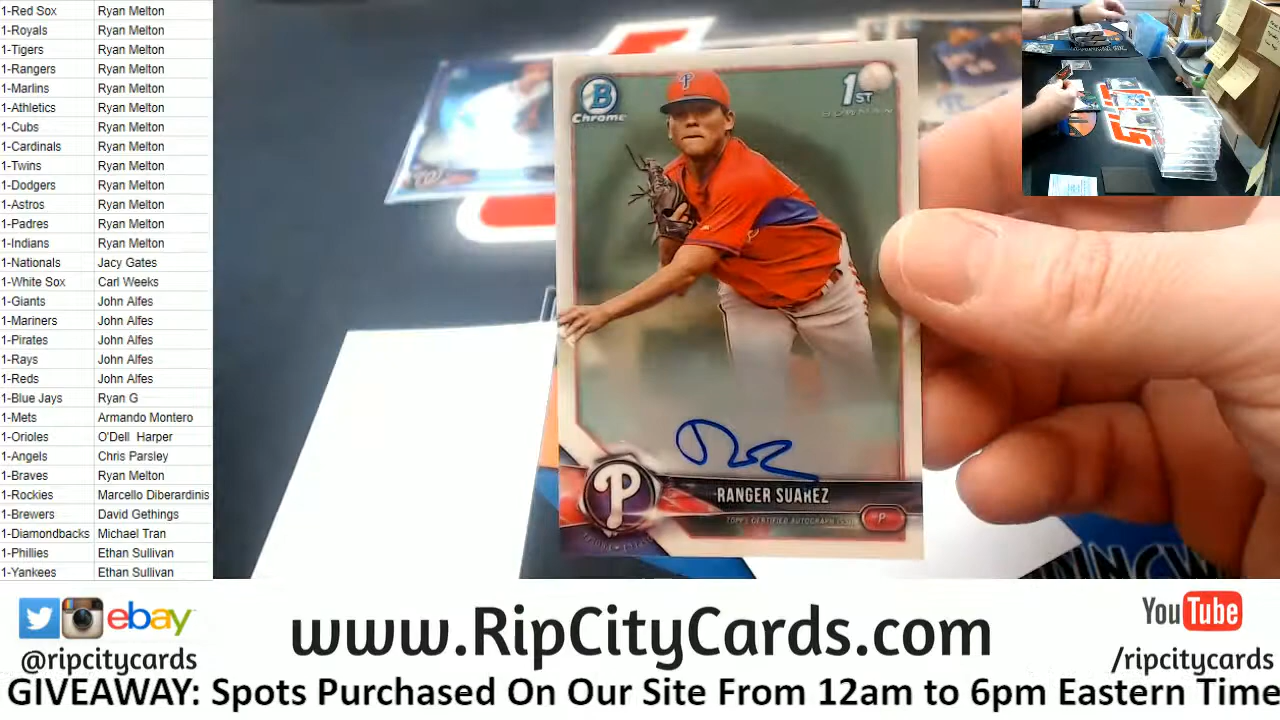 1-Red Sox Ryan Melton
1-Royals Ryan Melton
1-Tigers Ryan Melton
1-Rangers Ryan Melton
1-Marlins Ryan Melton
1-Athletics Ryan Melton
1-Cubs Ryan Melton
1-Cardinals Ryan Melton
1-Twins Ryan Melton
1-Dodgers Ryan Melton
1-Astros Ryan Melton
1-Padres Ryan Melton
1-Indians Ryan Melton
1-Nationals Jacy Gates
1-White Sox Carl Weeks
1-Giants John Alfes
1-Mariners John Alfes
1-Pirates John Alfes
1-Rays John Alfes
1-Reds John Alfes
1-Blue Jays Ryan G
1-Mets Armando Montero
1-Orioles O'Dell Harper
1-Angels Chris Parsley
1-Braves Ryan Melton
1-Rockies Marcello Diberardinis
1-Brewers David Gethings
1-Diamondbacks Michael Tran
1-Phillies Ethan Sullivan
1-Yankees Ethan Sullivan
B
Chrome
1ST
BOWMAN
P
P
RANGER SUAREZ
TOPPS CERTIFIED AUTOGRAPH ISSUE
P
ebay
@ripcitycards
www.RipCityCards.com
YouTube
/ripcitycards
GIVEAWAY: Spots Purchased On Our Site From 12am to 6pm Eastern Time